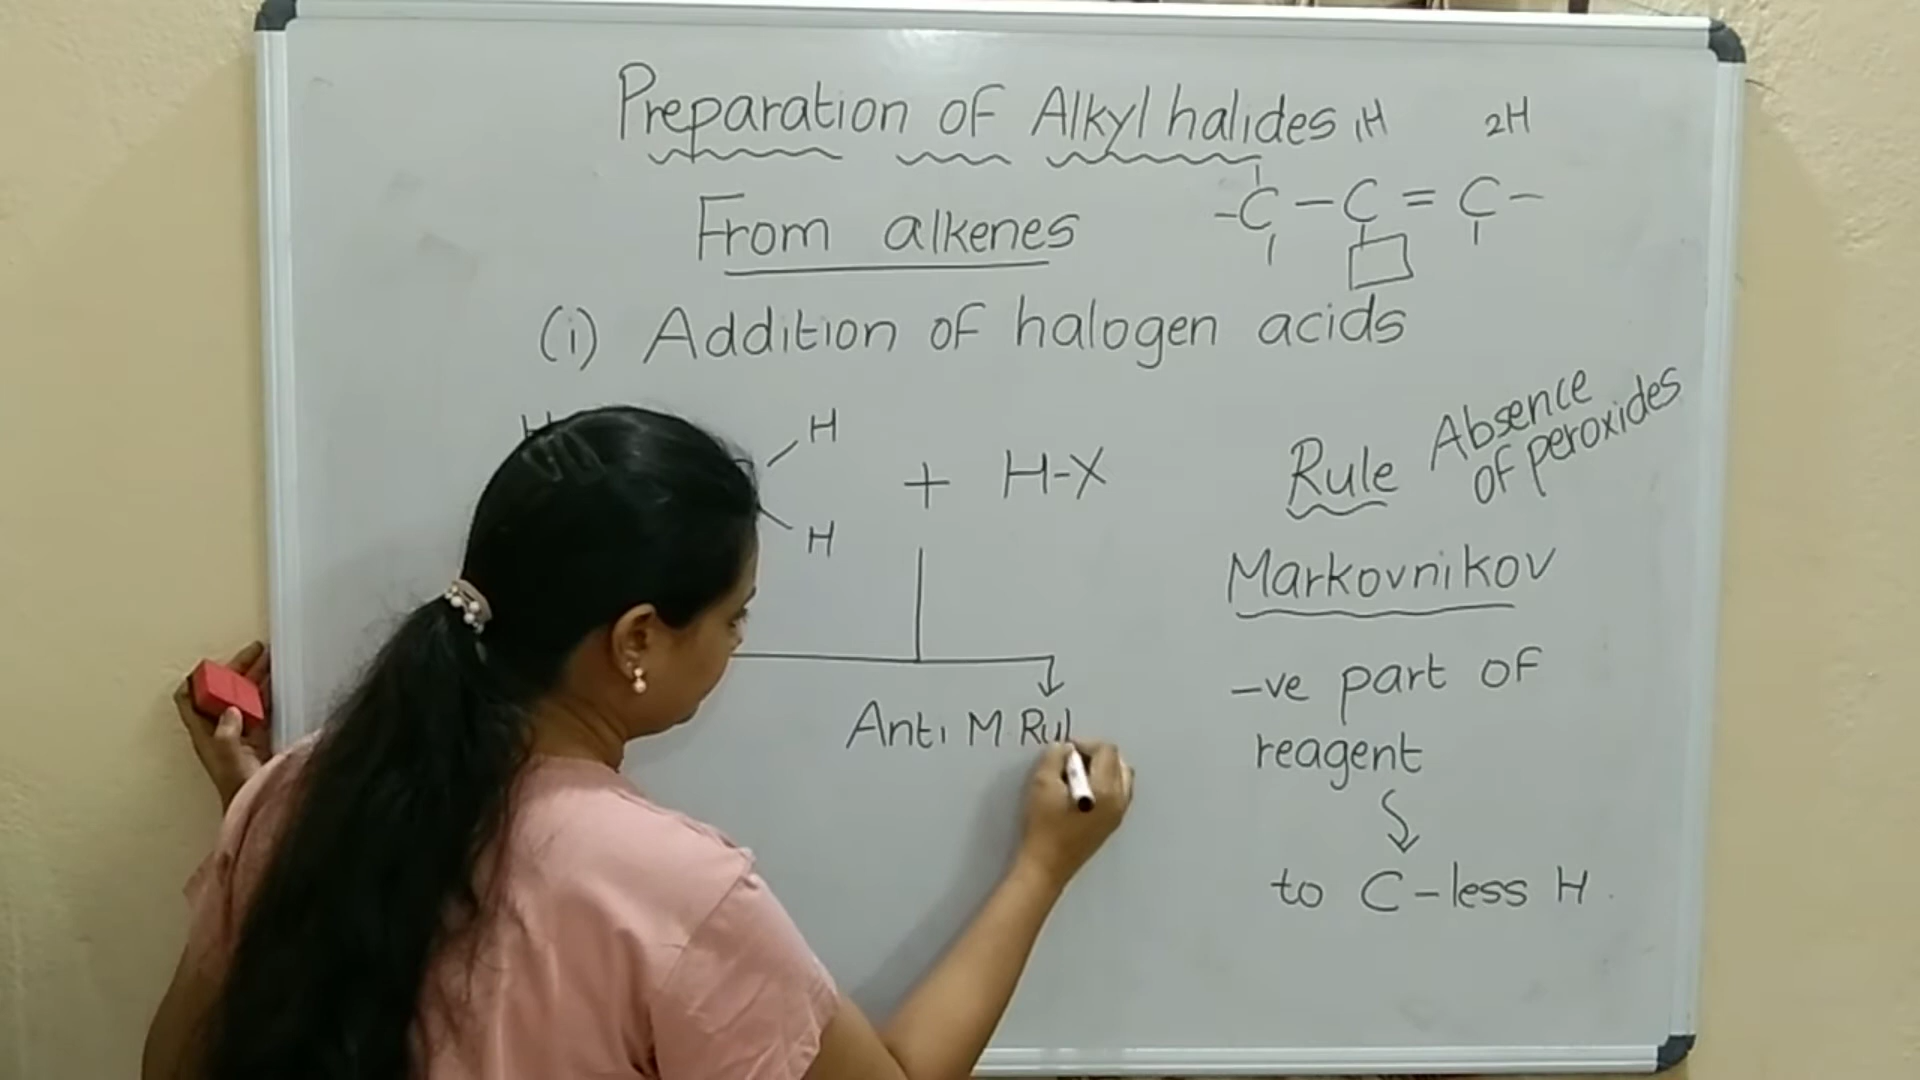 Preparation of Alkyl halides
1H 2H
-C - C = C -
From alkenes
(i) Addition of halogen acids
H
H
+ H-X
H
Rule
Absence
of peroxides
Markovnikov
-ve part of
reagent
to C-less H.
Anti M.Rul